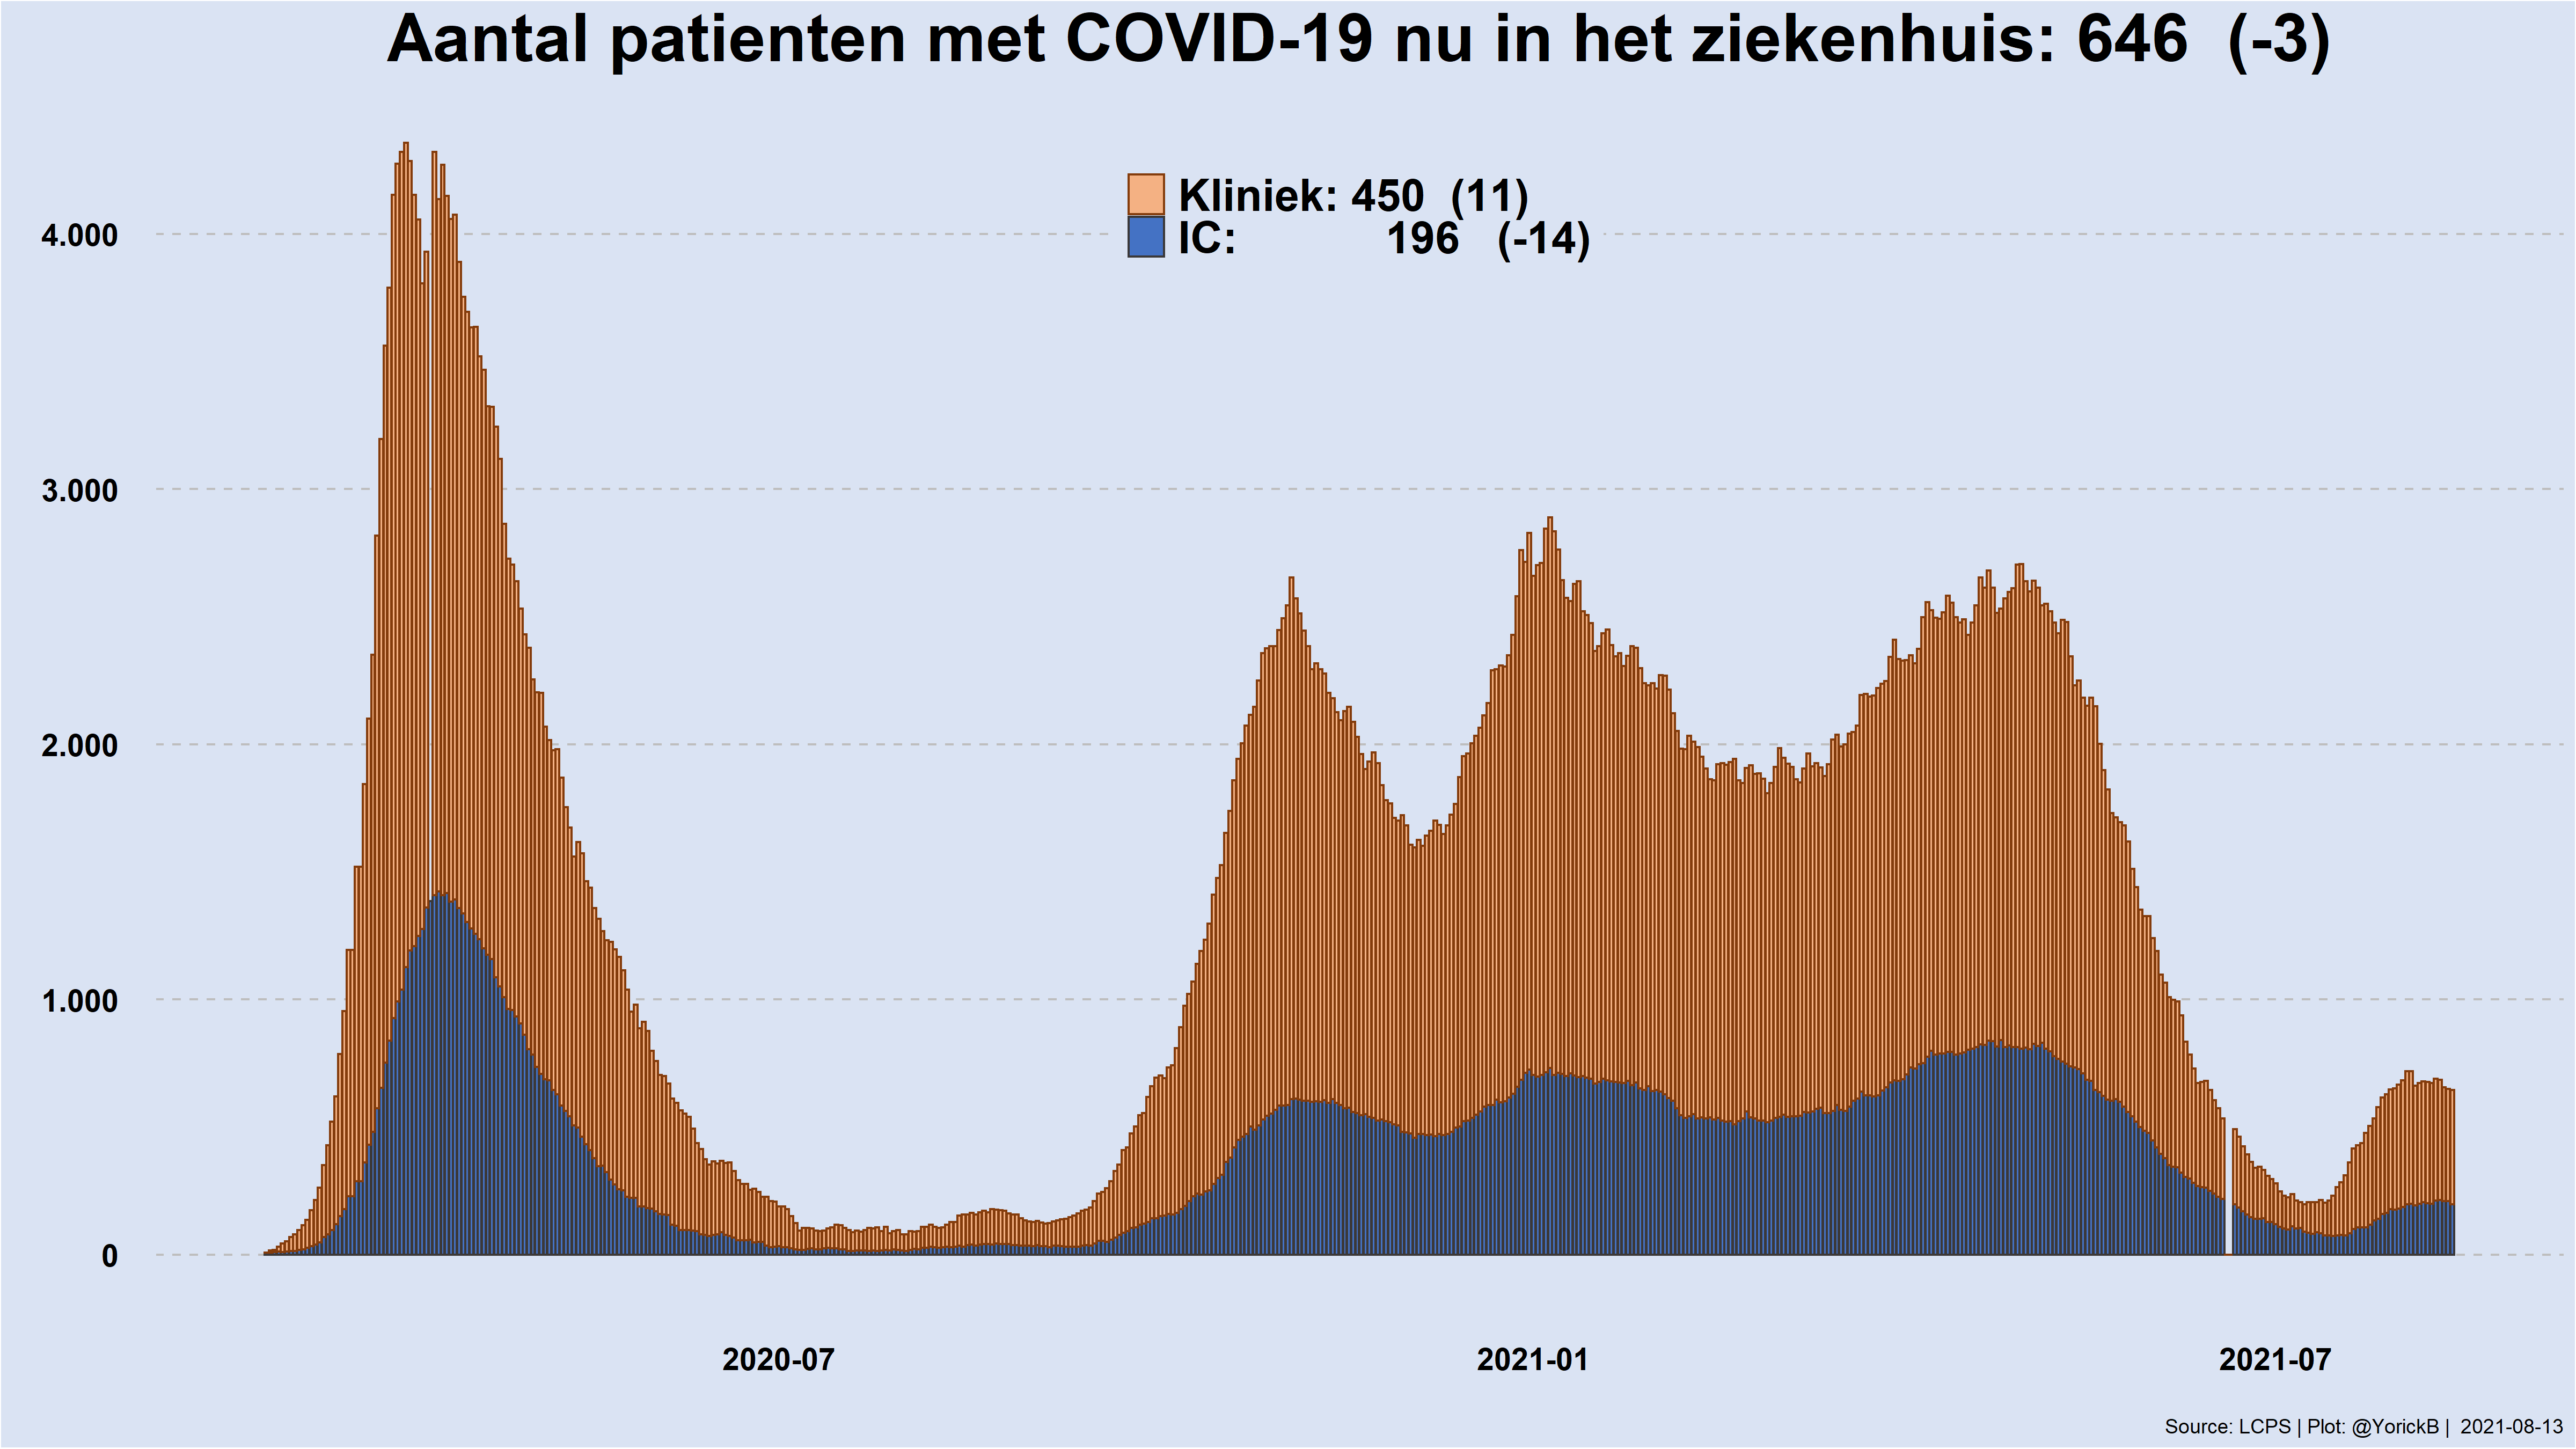 Aantal patienten met COVID-19 nu in het ziekenhuis: 646 (-3)
Kliniek: 450 (11)
IC: 196 (-14)
4.000
3.000
2.000
1.000
0
2020-07 2021-01 2021-07
Source: LCPS | Plot: @YorickB | 2021-08-13